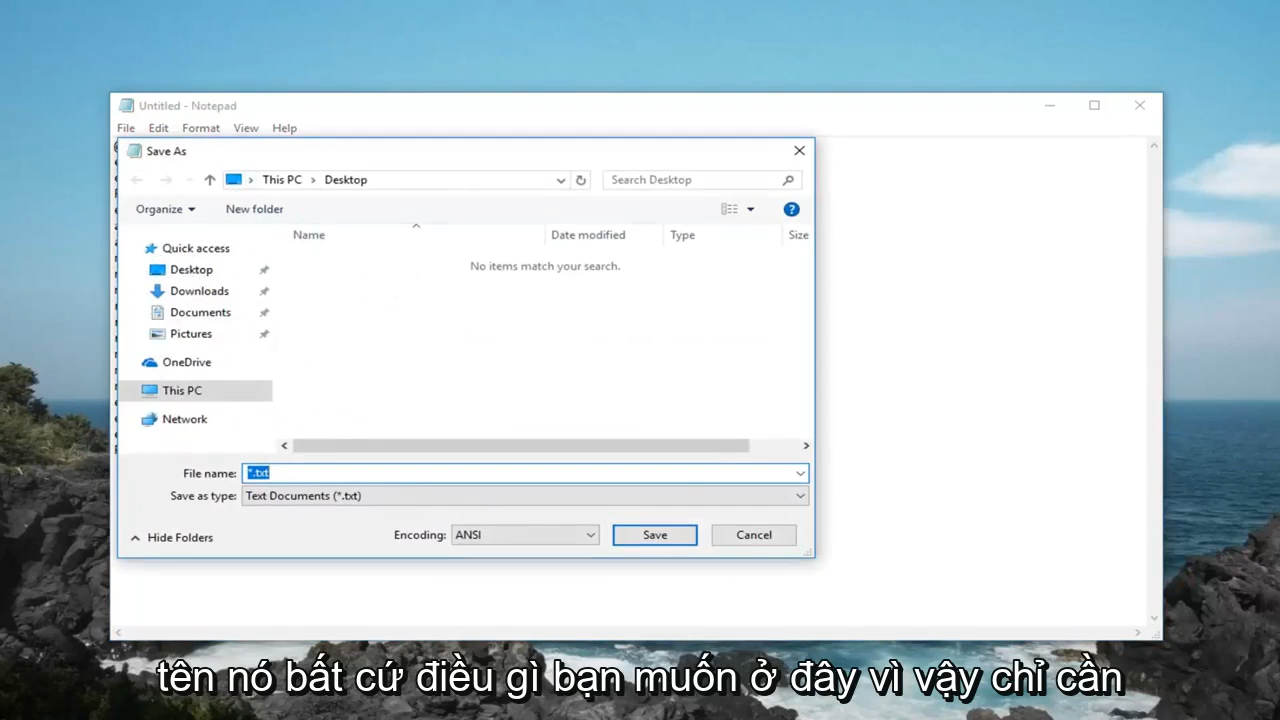 Untitled - Notepad
File Edit Format View Help
Save As
This PC Desktop
Search Desktop
Organize New folder
Name Date modified Type Size
No items match your search.
Quick access
Desktop
Downloads
Documents
Pictures
OneDrive
This PC
Network
File name: *.txt
Save as type: Text Documents (*.txt)
Hide Folders Encoding: ANSI Save Cancel
tên nó bất cứ điều gì bạn muốn ở đây vì vậy chỉ cần